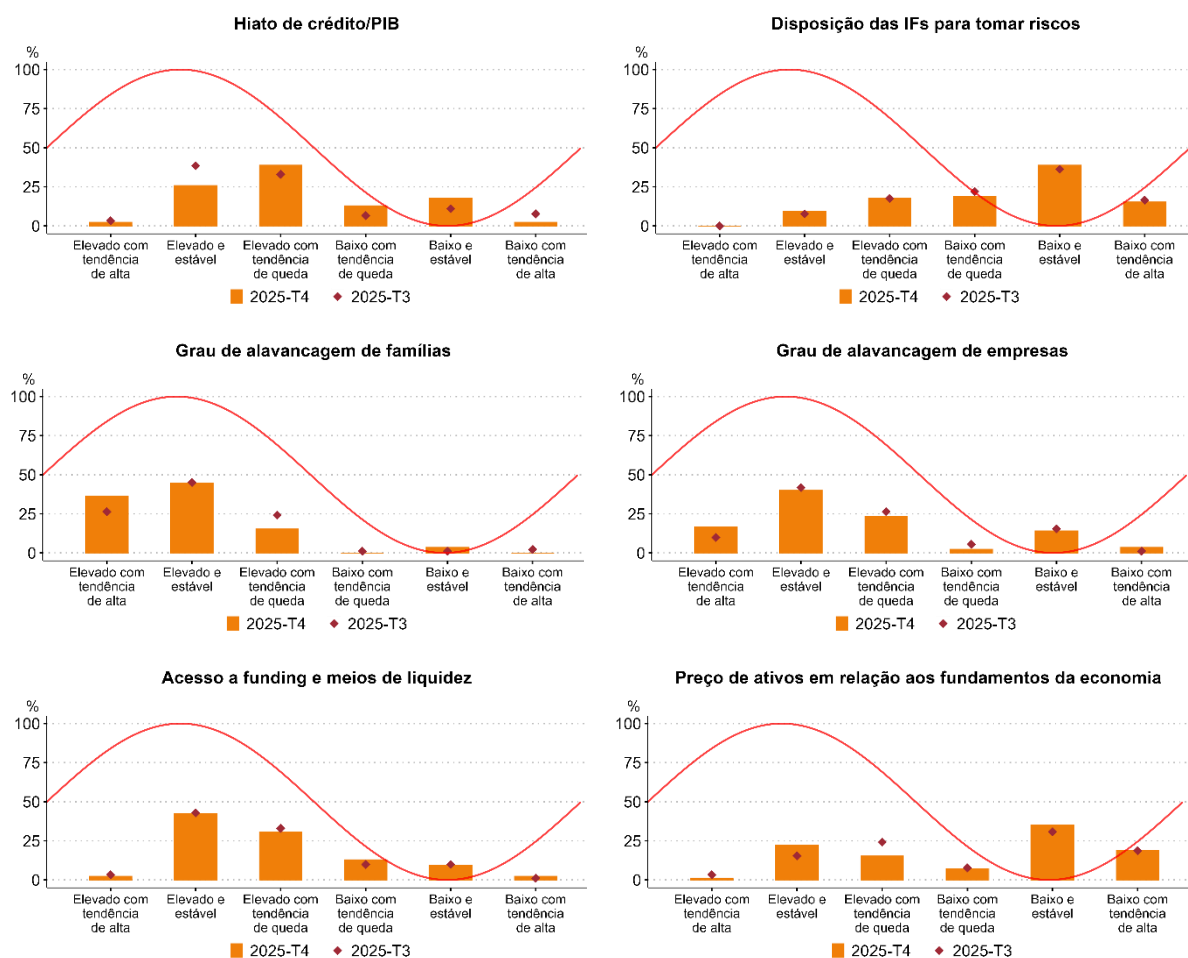 Hiato de crédito/PIB
%
100
75
50
25
0
Elevado com tendência de alta
Elevado e estável
Elevado com tendência de queda
Baixo com tendência de queda
Baixo e estável
Baixo com tendência de alta
2025-T4 2025-T3
Disposição das IFs para tomar riscos
%
100
75
50
25
0
Elevado com tendência de alta
Elevado e estável
Elevado com tendência de queda
Baixo com tendência de queda
Baixo e estável
Baixo com tendência de alta
2025-T4 2025-T3
Grau de alavancagem de famílias
%
100
75
50
25
0
Elevado com tendência de alta
Elevado e estável
Elevado com tendência de queda
Baixo com tendência de queda
Baixo e estável
Baixo com tendência de alta
2025-T4 2025-T3
Grau de alavancagem de empresas
%
100
75
50
25
0
Elevado com tendência de alta
Elevado e estável
Elevado com tendência de queda
Baixo com tendência de queda
Baixo e estável
Baixo com tendência de alta
2025-T4 2025-T3
Acesso a funding e meios de liquidez
%
100
75
50
25
0
Elevado com tendência de alta
Elevado e estável
Elevado com tendência de queda
Baixo com tendência de queda
Baixo e estável
Baixo com tendência de alta
2025-T4 2025-T3
Preço de ativos em relação aos fundamentos da economia
%
100
75
50
25
0
Elevado com tendência de alta
Elevado e estável
Elevado com tendência de queda
Baixo com tendência de queda
Baixo e estável
Baixo com tendência de alta
2025-T4 2025-T3